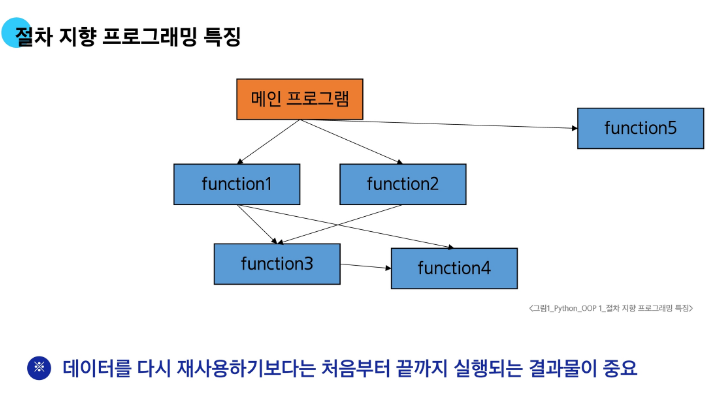 절차 지향 프로그래밍 특징
메인 프로그램
function5
function1
function2
function3
function4
<그림1_Python_OOP 1_절차 지향 프로그래밍 특징>
※ 데이터를 다시 재사용하기보다는 처음부터 끝까지 실행되는 결과물이 중요